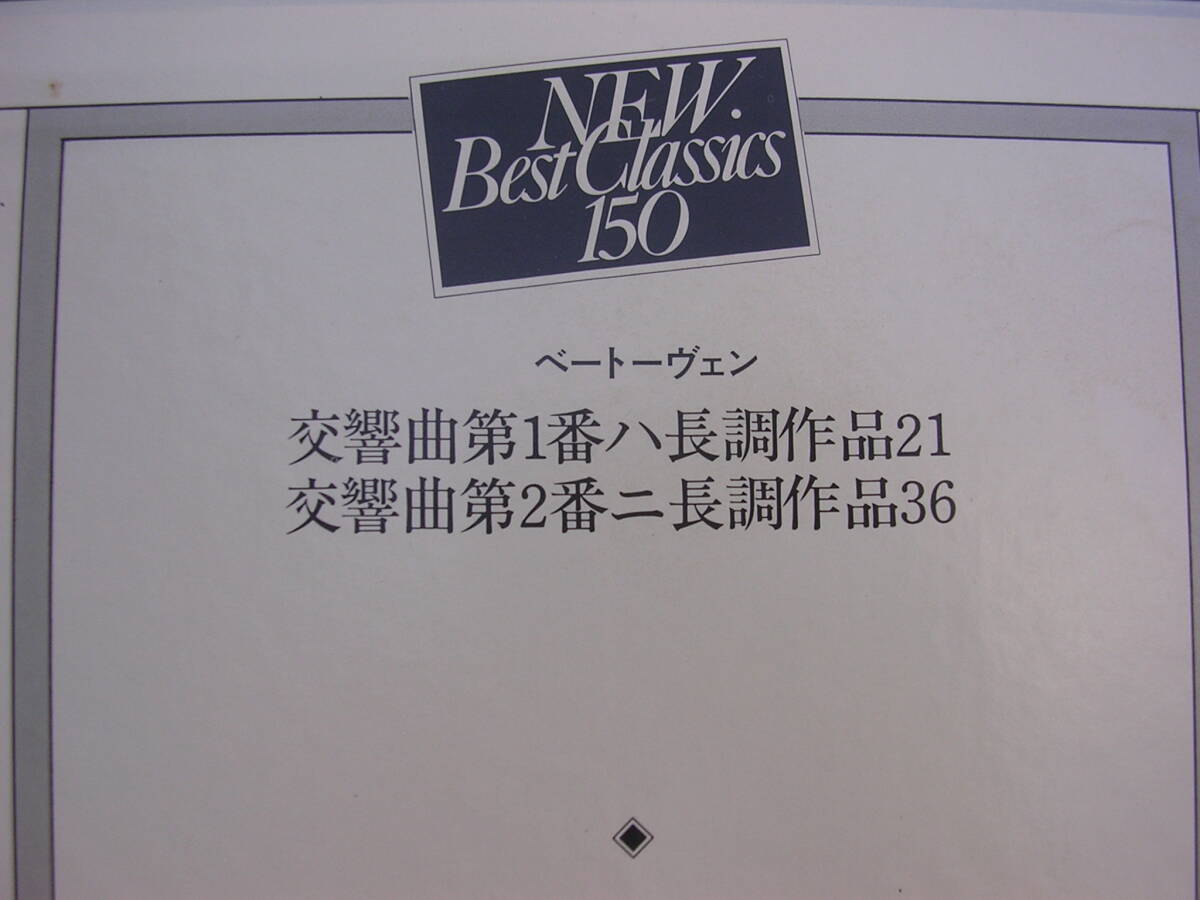 NEW.
Best Classics
150
ベートーヴェン
交響曲第1番ハ長調作品21
交響曲第2番ニ長調作品36